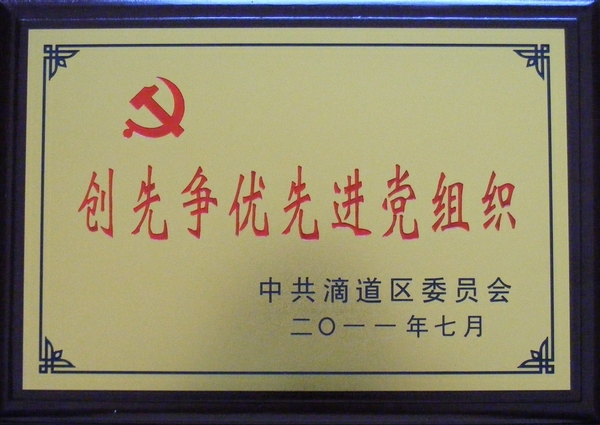 创先争优先进党组织
中共滴道区委员会
二〇一一年七月